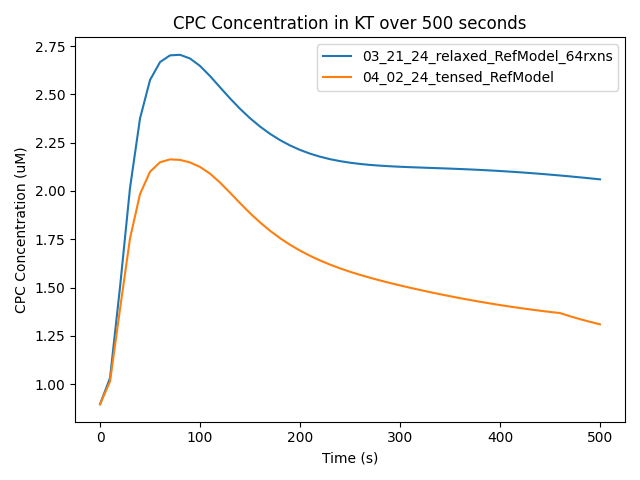 CPC Concentration in KT over 500 seconds
03_21_24_relaxed_RefModel_64rxns
04_02_24_tensed_RefModel
CPC Concentration (uM)
2.75
2.50
2.25
2.00
1.75
1.50
1.25
1.00
0 100 200 300 400 500
Time (s)